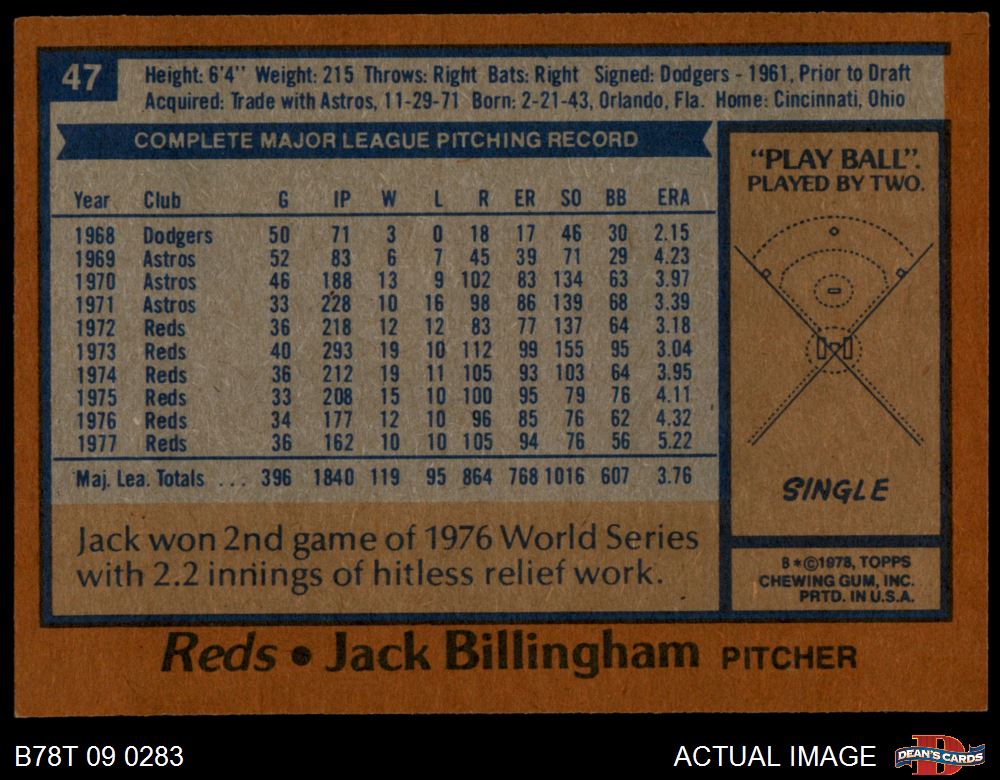 47
Height: 6'4'' Weight: 215 Throws: Right Bats: Right Signed: Dodgers - 1961, Prior to Draft
Acquired: Trade with Astros, 11-29-71 Born: 2-21-43, Orlando, Fla. Home: Cincinnati, Ohio
COMPLETE MAJOR LEAGUE PITCHING RECORD
Year Club G IP W L R ER SO BB ERA
1968 Dodgers 50 71 3 0 18 17 46 30 2.15
1969 Astros 52 83 6 7 45 39 71 29 4.23
1970 Astros 46 188 13 9 102 83 134 63 3.97
1971 Astros 33 228 10 16 98 86 139 68 3.39
1972 Reds 36 218 12 12 83 77 137 64 3.18
1973 Reds 40 293 19 10 112 99 155 95 3.04
1974 Reds 36 212 19 11 105 93 103 64 3.95
1975 Reds 33 208 15 10 100 95 79 76 4.11
1976 Reds 34 177 12 10 96 85 76 62 4.32
1977 Reds 36 162 10 10 105 94 76 56 5.22
Maj. Lea. Totals ... 396 1840 119 95 864 768 1016 607 3.76
Jack won 2nd game of 1976 World Series
with 2.2 innings of hitless relief work.
"PLAY BALL".
PLAYED BY TWO.
SINGLE
B*©1978, TOPPS
CHEWING GUM, INC.
PRTD. IN U.S.A.
Reds • Jack Billingham PITCHER
B78T 09 0283
ACTUAL IMAGE
D
DEAN'S CARDS